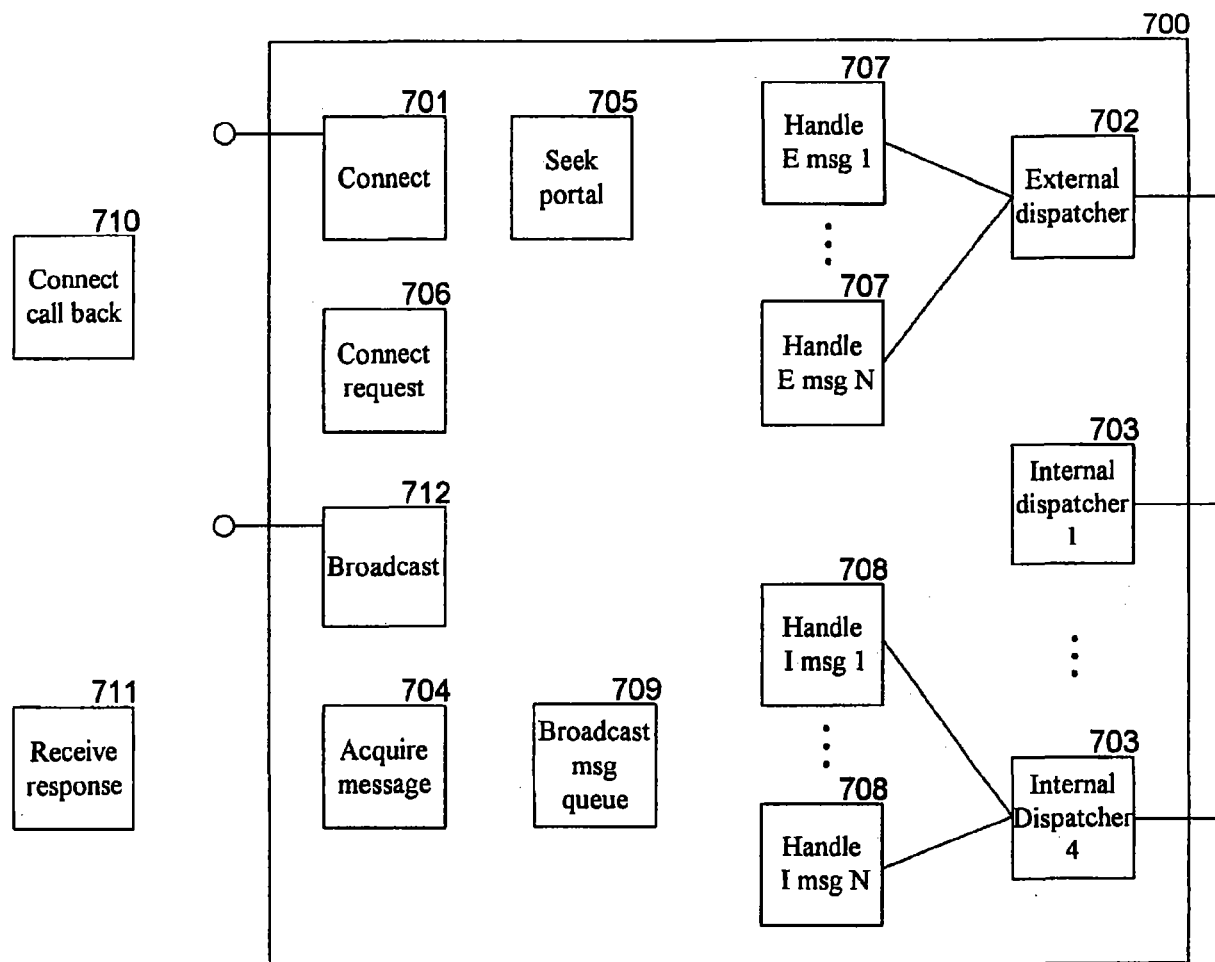 700
701
Connect
705
Seek
portal
707
Handle
E msg 1
702
External
dispatcher
710
Connect
call back
706
Connect
request
707
Handle
E msg N
703
Internal
dispatcher
1
712
Broadcast
708
Handle
I msg 1
711
Receive
response
704
Acquire
message
709
Broadcast
msg
queue
708
Handle
I msg N
703
Internal
Dispatcher
4